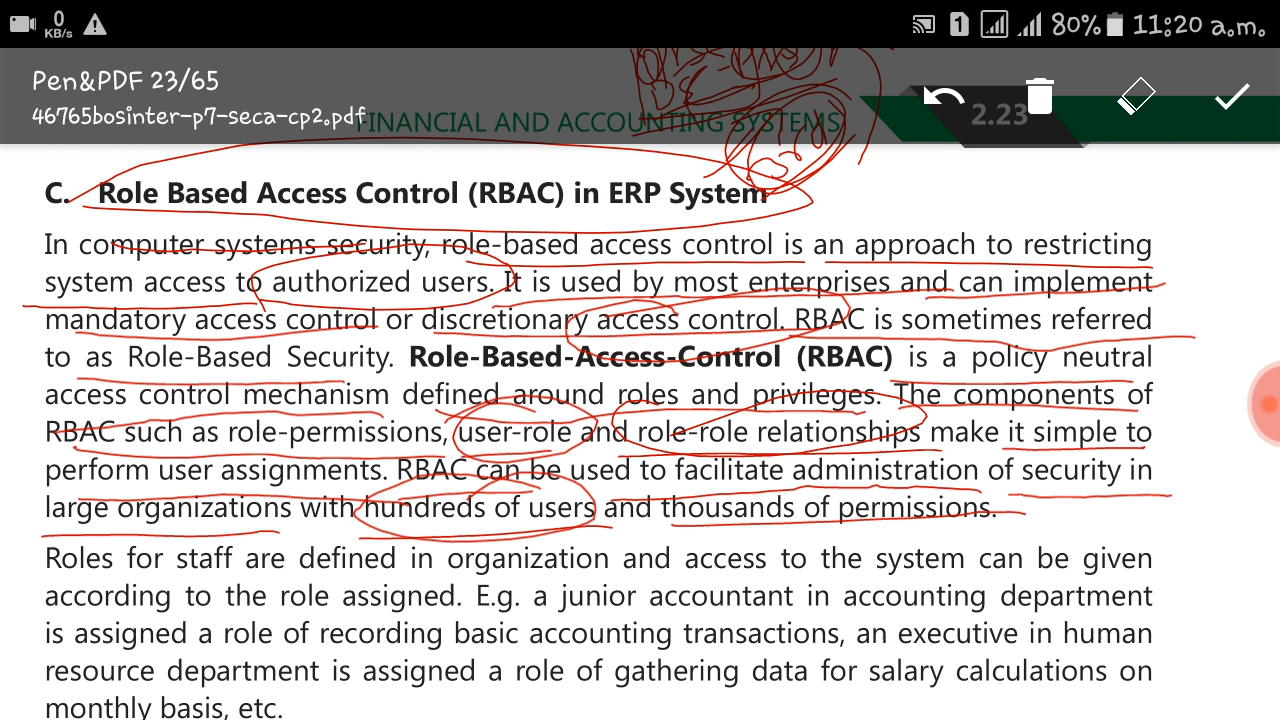 0
KB/s
1
80%
11:20 a.m.
Pen&PDF 23/65
46765bosinter-p7-seca-cp2.pdf
FINANCIAL AND ACCOUNTING SYSTEMS
2.23
C. Role Based Access Control (RBAC) in ERP System
In computer systems security, role-based access control is an approach to restricting
system access to authorized users. It is used by most enterprises and can implement
mandatory access control or discretionary access control. RBAC is sometimes referred
to as Role-Based Security. Role-Based-Access-Control (RBAC) is a policy neutral
access control mechanism defined around roles and privileges. The components of
RBAC such as role-permissions, user-role and role-role relationships make it simple to
perform user assignments. RBAC can be used to facilitate administration of security in
large organizations with hundreds of users and thousands of permissions.
Roles for staff are defined in organization and access to the system can be given
according to the role assigned. E.g. a junior accountant in accounting department
is assigned a role of recording basic accounting transactions, an executive in human
resource department is assigned a role of gathering data for salary calculations on
monthly basis, etc.